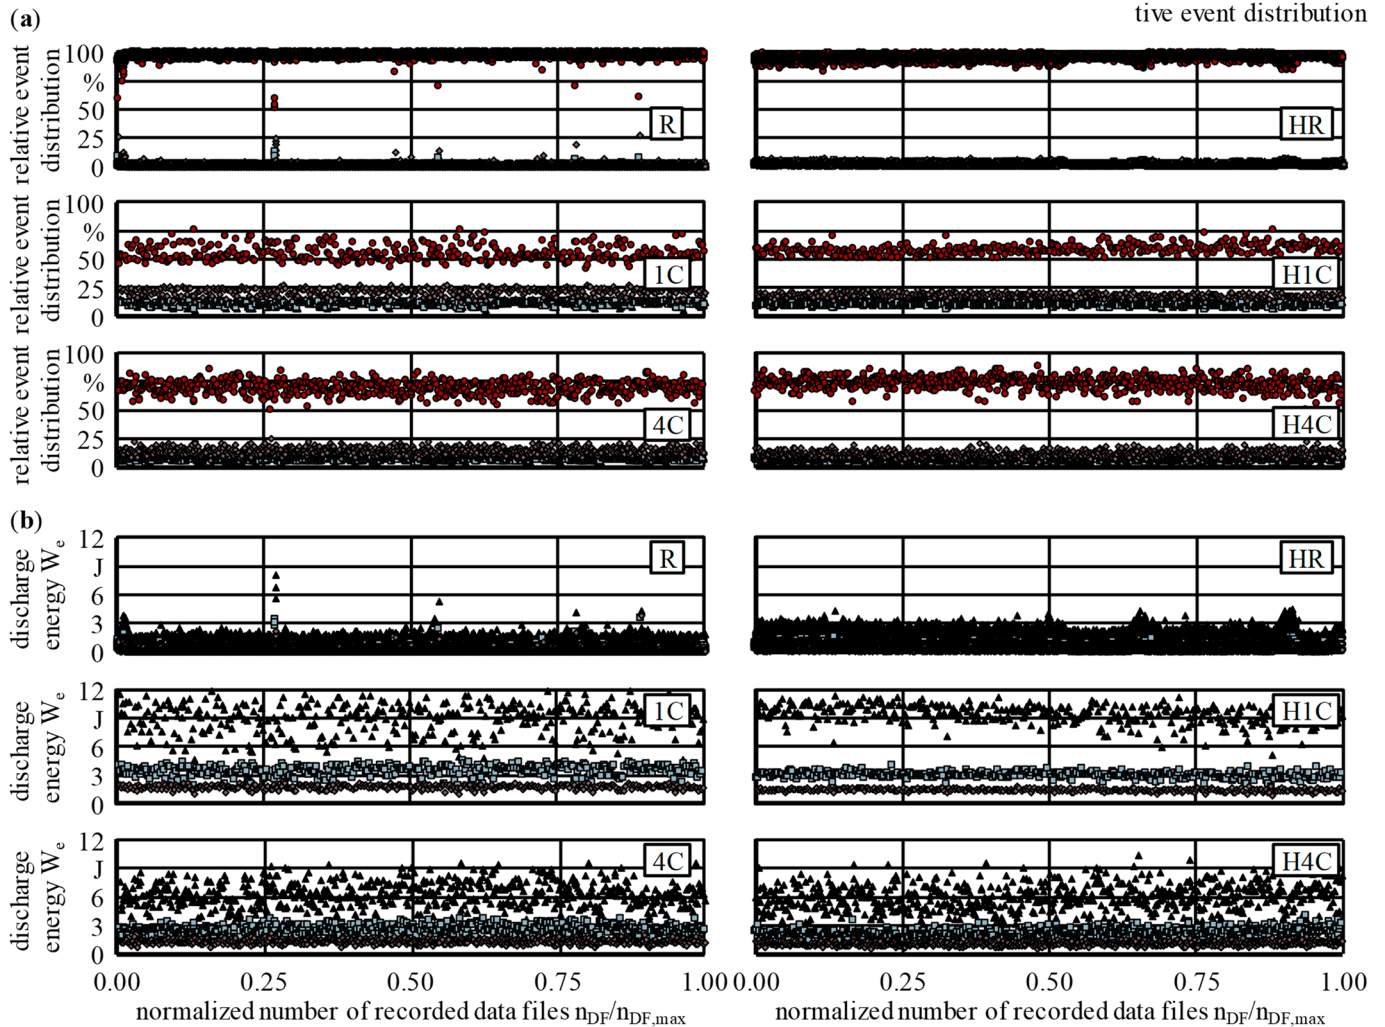 (a)
tive event distribution
relative event
distribution
100
%
50
25
0
R
HR
relative event
distribution
100
%
50
25
0
1C
H1C
relative event
distribution
100
%
50
25
0
4C
H4C
(b)
discharge
energy We
12
J
6
3
0
R
HR
discharge
energy We
12
J
6
3
0
1C
H1C
discharge
energy We
12
J
6
3
0
4C
H4C
0.00 0.25 0.50 0.75 1.00 0.00 0.25 0.50 0.75 1.00
normalized number of recorded data files nDF/nDF,max normalized number of recorded data files nDF/nDF,max